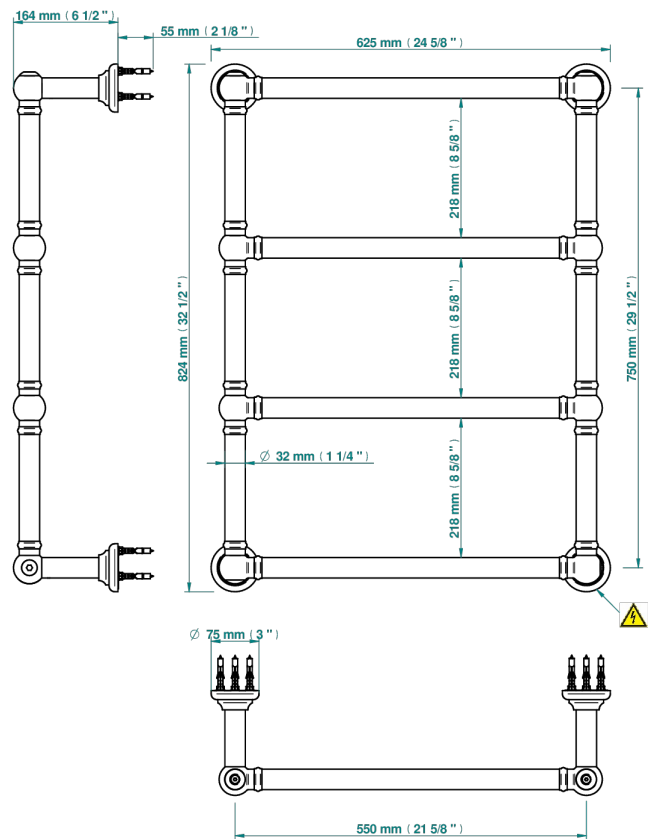 164 mm ( 6 1/2 " )
55 mm ( 2 1/8 " )
625 mm ( 24 5/8 " )
218 mm ( 8 5/8 " )
824 mm ( 32 1/2 " )
218 mm ( 8 5/8 " )
750 mm ( 29 1/2 " )
∅ 32 mm ( 1 1/4 " )
218 mm ( 8 5/8 " )
∅ 75 mm ( 3 " )
550 mm ( 21 5/8 " )